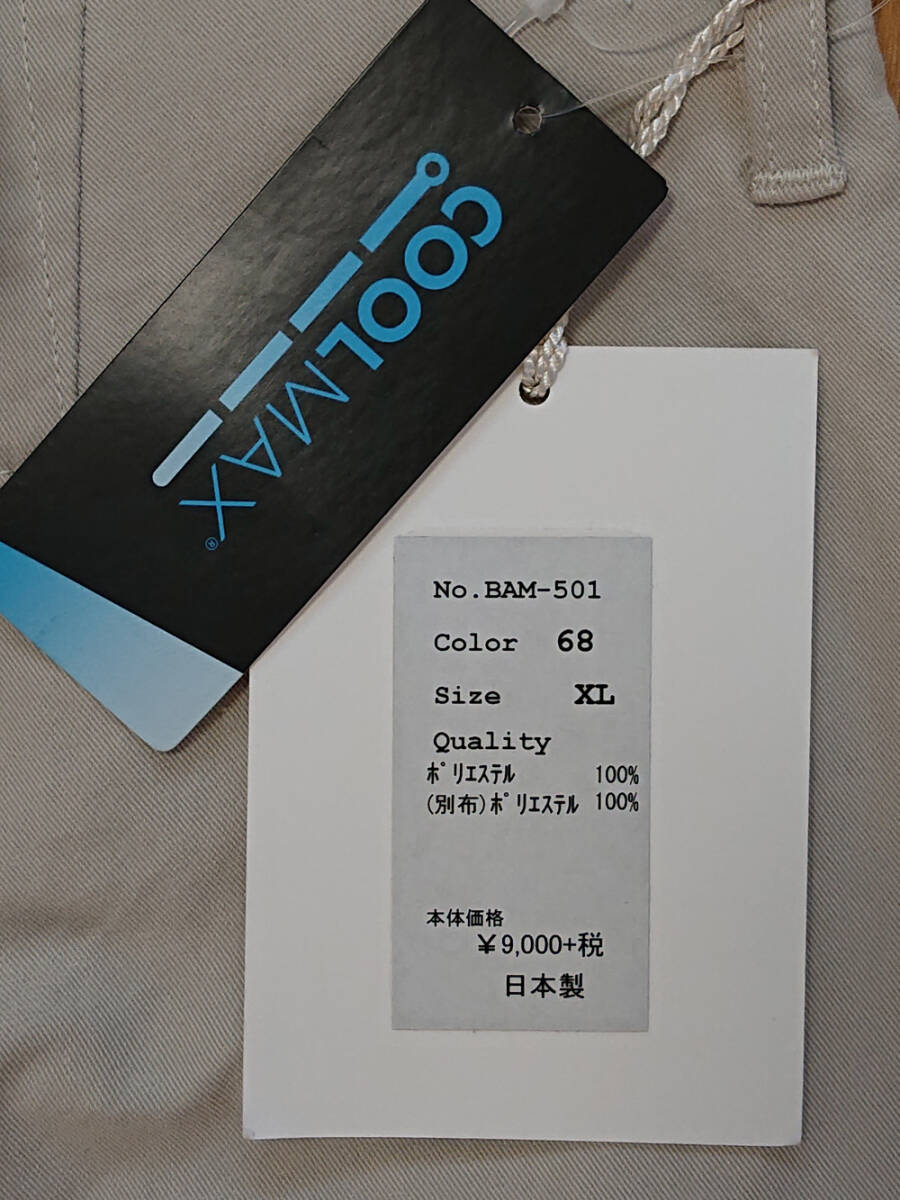 COOLMAX®
No.BAM-501
Color 68
Size XL
Quality
ﾎﾟﾘｴｽﾃﾙ 100%
(別布)ﾎﾟﾘｴｽﾃﾙ 100%
本体価格
￥9,000+税
日本製